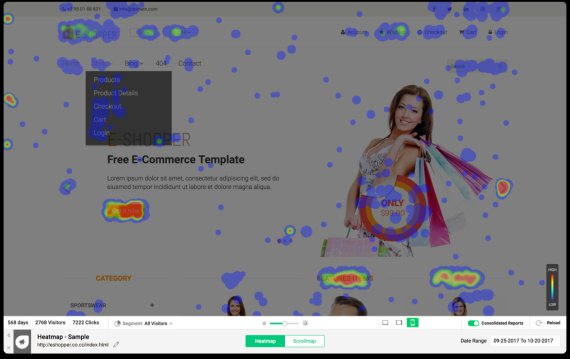 +2 95 01 88 821
info@domain.com
E-SHOPPER
Account
Wishlist
Checkout
Cart
Login
Home
Blog
404
Contact
Products
Product Details
Checkout
Cart
Login
E-SHOPPER
Free E-Commerce Template
Lorem ipsum dolor sit amet, consectetur adipisicing elit, sed do
eiusmod tempor incididunt ut labore et dolore magna aliqua.
ONLY
$99.00
CATEGORY
FEATURED ITEMS
SPORTSWEAR +
HIGH
LOW
568 days 2768 Visitors 7222 Clicks
Segment: All Visitors
Consolidated Reports
Reload
Heatmap - Sample
http://eshopper.co.co/index.html
Heatmap
Scrollmap
Date Range 09-25-2017 To 10-20-2017